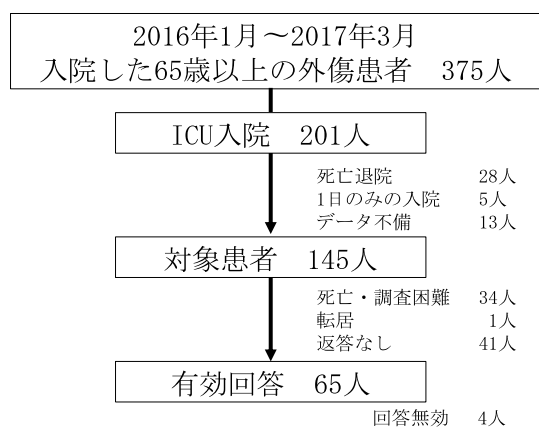 2016年1月～2017年3月
入院した65歳以上の外傷患者　375人
ICU入院　201人
死亡退院　28人
1日のみの入院　5人
データ不備　13人
対象患者　145人
死亡・調査困難　34人
転居　1人
返答なし　41人
有効回答　65人
回答無効　4人